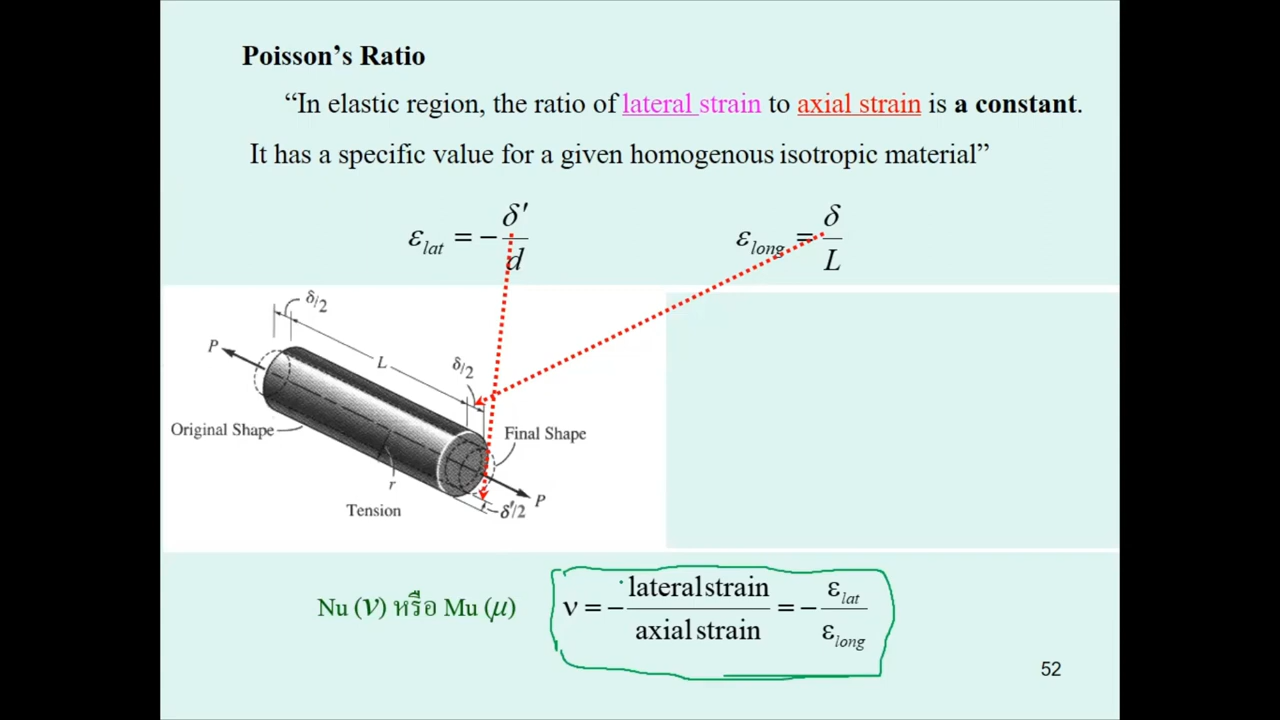 Poisson’s Ratio
“In elastic region, the ratio of lateral strain to axial strain is a constant.
It has a specific value for a given homogenous isotropic material”
ε_lat = − δ′/d
ε_long = δ/L
δ/2
P
L
δ/2
Original Shape
Final Shape
r
P
Tension
δ′/2
Nu (ν) หรือ Mu (μ)
ν = − lateral strain / axial strain = − ε_lat / ε_long
52